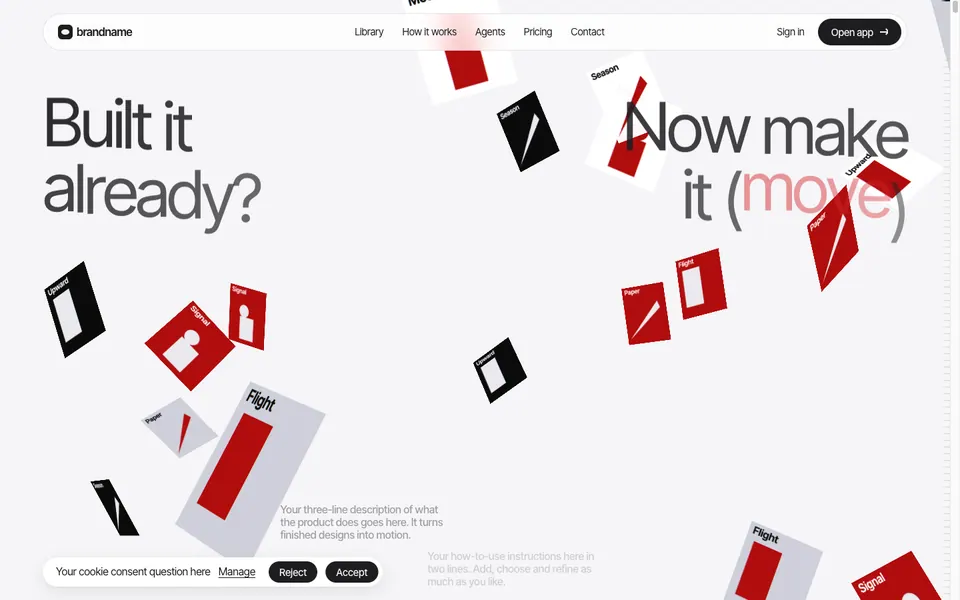 brandname
Library
How it works
Agents
Pricing
Contact
Sign in
Open app
Built it
already?
Now make
it (move)
Season
Season
Upward
Paper
Flight
Paper
Upward
Signal
Signal
Upward
Paper
Flight
Your three-line description of what
the product does goes here. It turns
finished designs into motion.
Your how-to-use instructions here in
two lines. Add, choose and refine as
much as you like.
Your cookie consent question here
Manage
Reject
Accept
Flight
Signal